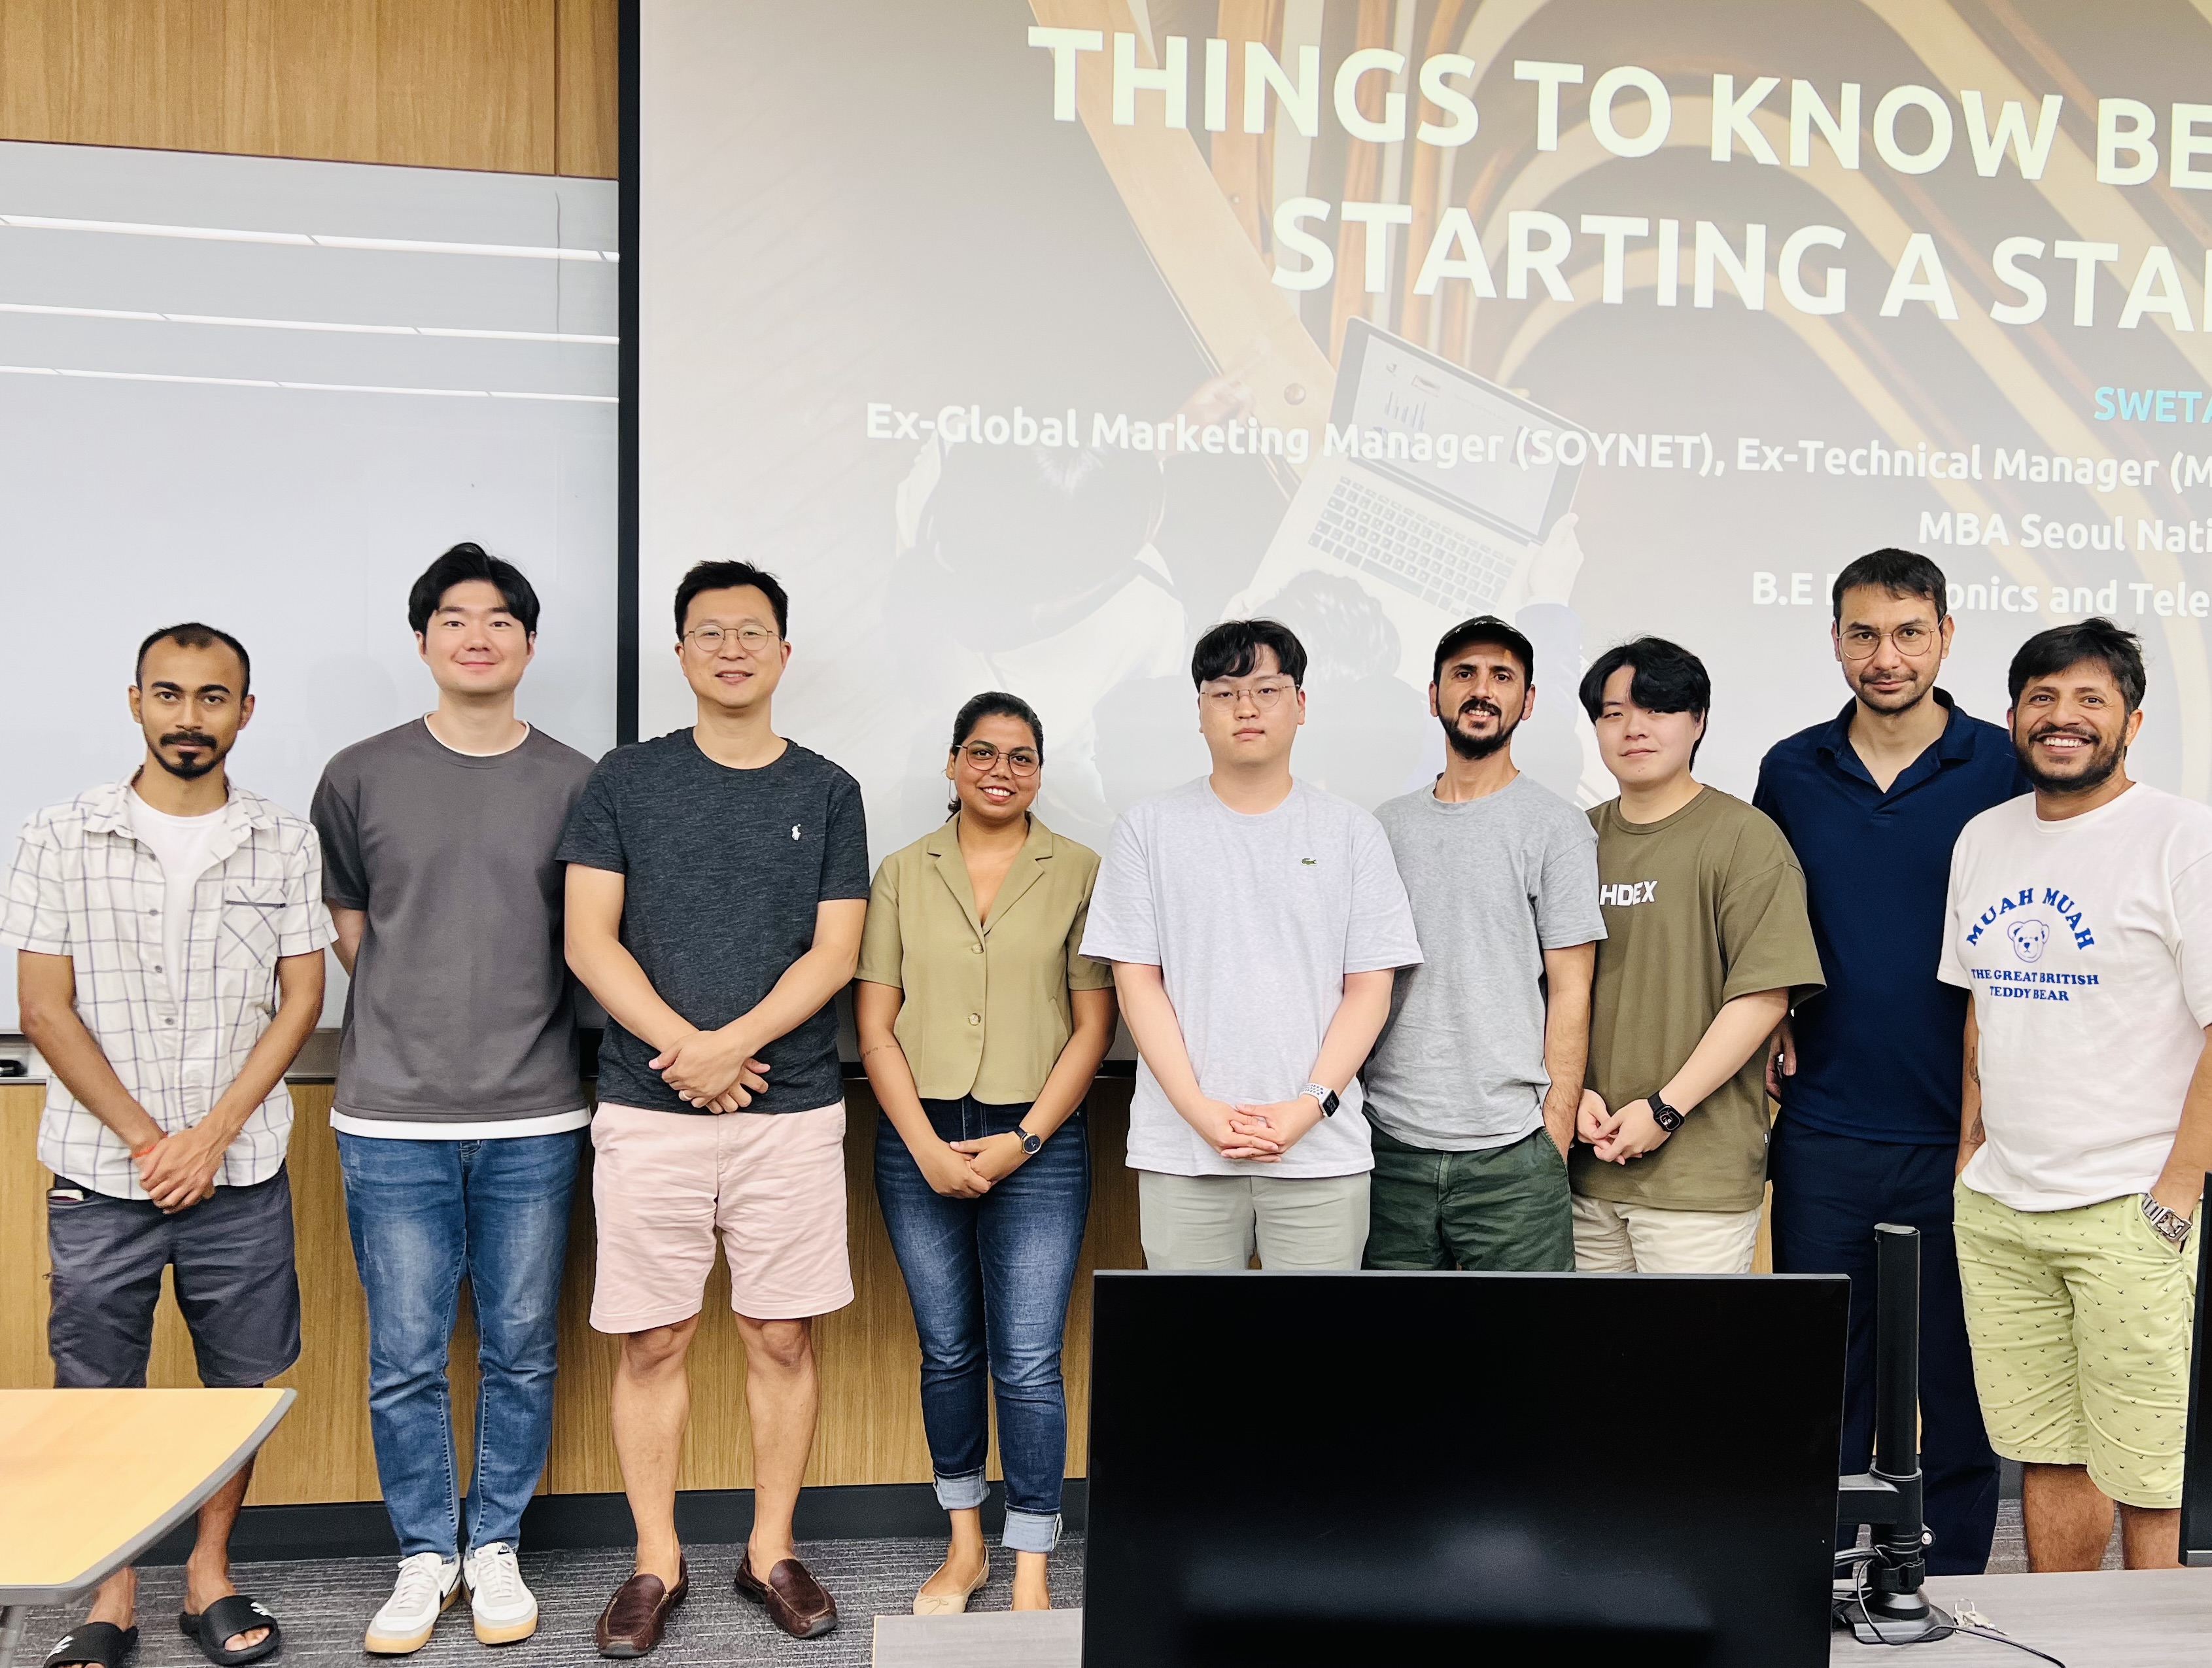 THINGS TO KNOW BE
STARTING A STA
SWETA
Ex-Global Marketing Manager (SOYNET), Ex-Technical Manager (M
MBA Seoul Nati
B.E onics and Tele
HDEX
MUAH MUAH
THE GREAT BRITISH
TEDDY BEAR